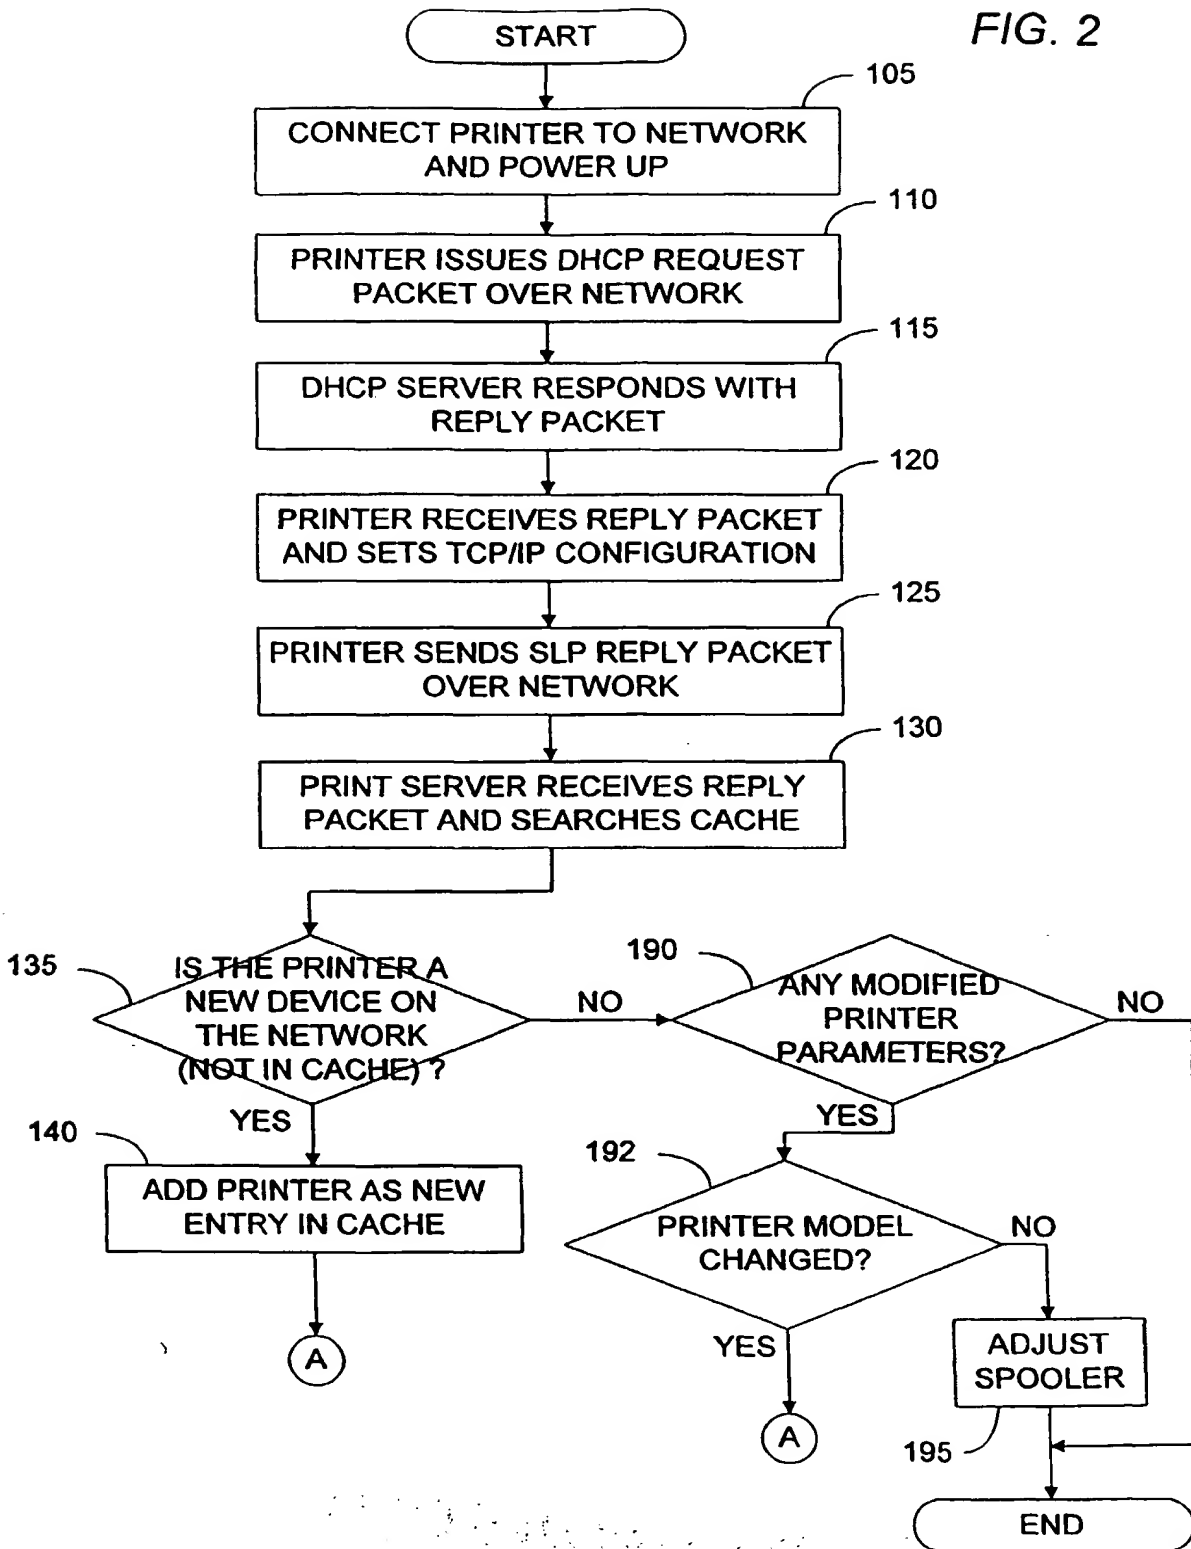 FIG. 2
START
105
CONNECT PRINTER TO NETWORK
AND POWER UP
110
PRINTER ISSUES DHCP REQUEST
PACKET OVER NETWORK
115
DHCP SERVER RESPONDS WITH
REPLY PACKET
120
PRINTER RECEIVES REPLY PACKET
AND SETS TCP/IP CONFIGURATION
125
PRINTER SENDS SLP REPLY PACKET
OVER NETWORK
130
PRINT SERVER RECEIVES REPLY
PACKET AND SEARCHES CACHE
135
IS THE PRINTER A
NEW DEVICE ON
THE NETWORK
(NOT IN CACHE) ?
NO
190
ANY MODIFIED
PRINTER
PARAMETERS?
NO
YES
YES
140
ADD PRINTER AS NEW
ENTRY IN CACHE
A
192
PRINTER MODEL
CHANGED?
NO
YES
A
ADJUST
SPOOLER
195
END